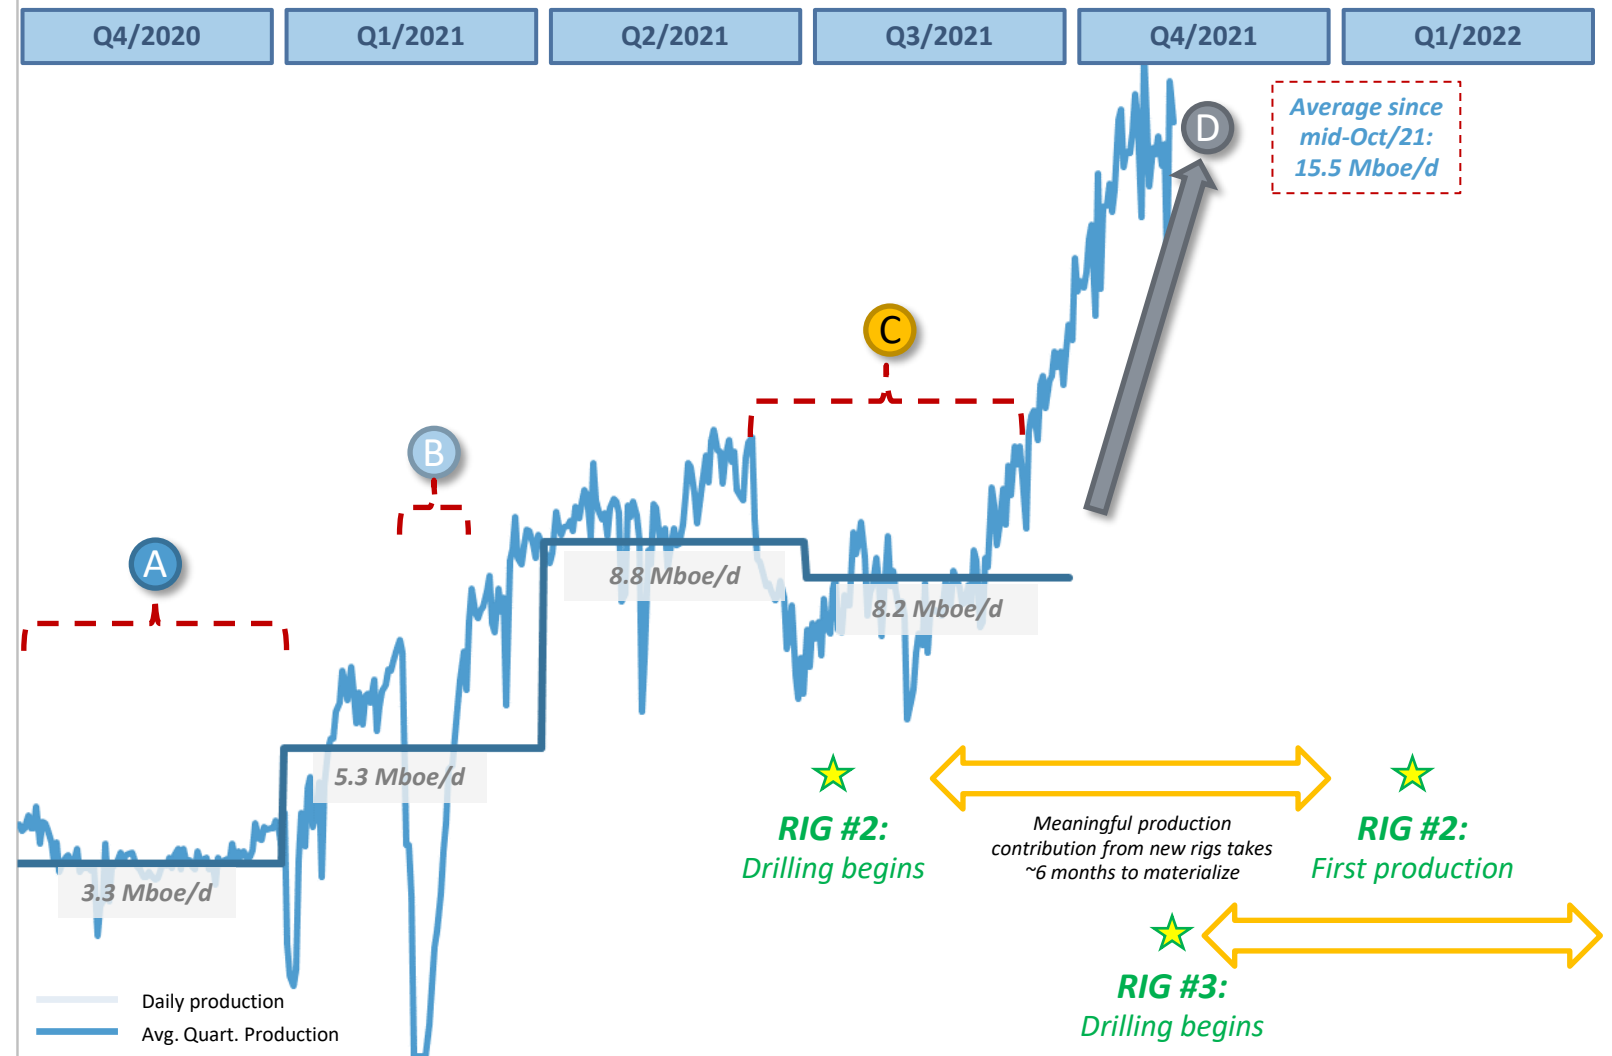 Q4/2020
Q1/2021
Q2/2021
Q3/2021
Q4/2021
Q1/2022
Average since
mid-Oct/21:
15.5 Mboe/d
D
C
B
A
8.8 Mboe/d
8.2 Mboe/d
5.3 Mboe/d
3.3 Mboe/d
RIG #2:
Drilling begins
Meaningful production
contribution from new rigs takes
~6 months to materialize
RIG #2:
First production
RIG #3:
Drilling begins
Daily production
Avg. Quart. Production